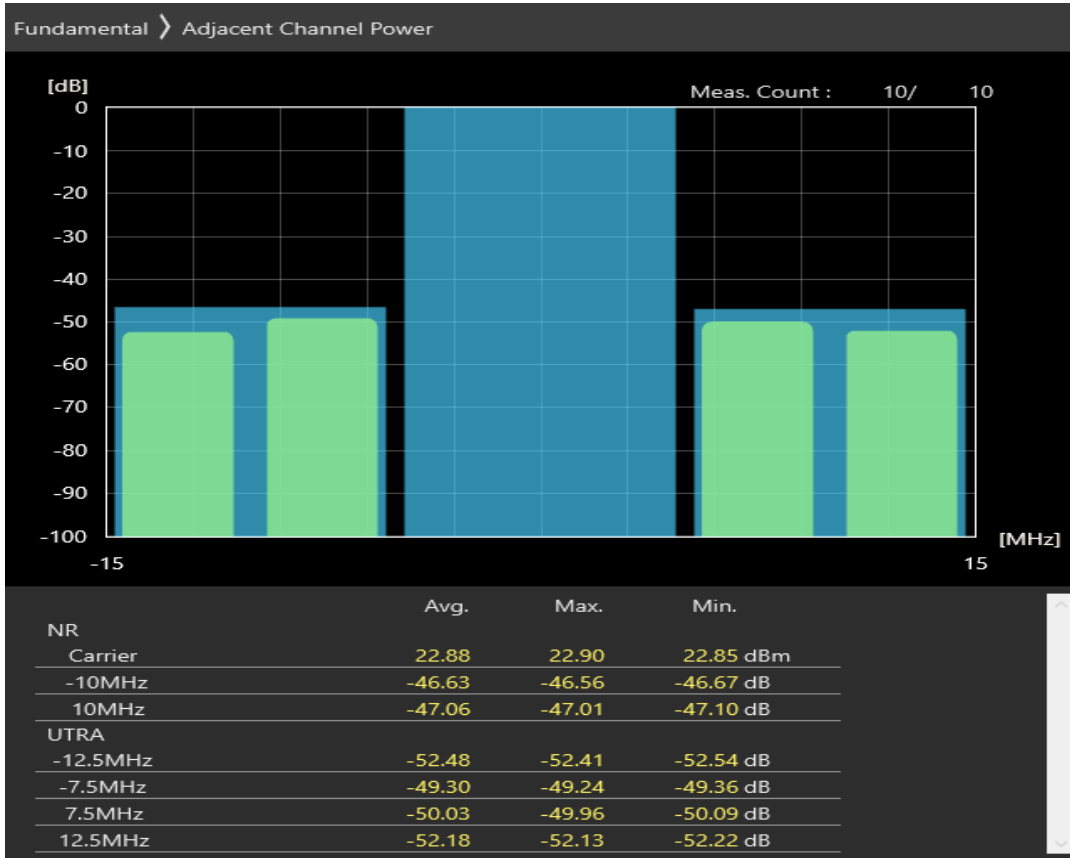 Fundamental 〉 Adjacent Channel Power
[dB]
Meas. Count : 10/ 10
0
-10
-20
-30
-40
-50
-60
-70
-80
-90
-100
[MHz]
-15 15
Avg. Max. Min.
NR
Carrier 22.88 22.90 22.85 dBm
-10MHz -46.63 -46.56 -46.67 dB
10MHz -47.06 -47.01 -47.10 dB
UTRA
-12.5MHz -52.48 -52.41 -52.54 dB
-7.5MHz -49.30 -49.24 -49.36 dB
7.5MHz -50.03 -49.96 -50.09 dB
12.5MHz -52.18 -52.13 -52.22 dB